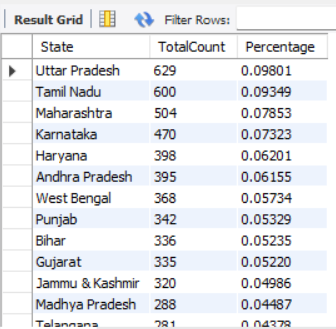 Result Grid Filter Rows:
State TotalCount Percentage
Uttar Pradesh 629 0.09801
Tamil Nadu 600 0.09349
Maharashtra 504 0.07853
Karnataka 470 0.07323
Haryana 398 0.06201
Andhra Pradesh 395 0.06155
West Bengal 368 0.05734
Punjab 342 0.05329
Bihar 336 0.05235
Gujarat 335 0.05220
Jammu & Kashmir 320 0.04986
Madhya Pradesh 288 0.04487
Telangana 281 0.04378